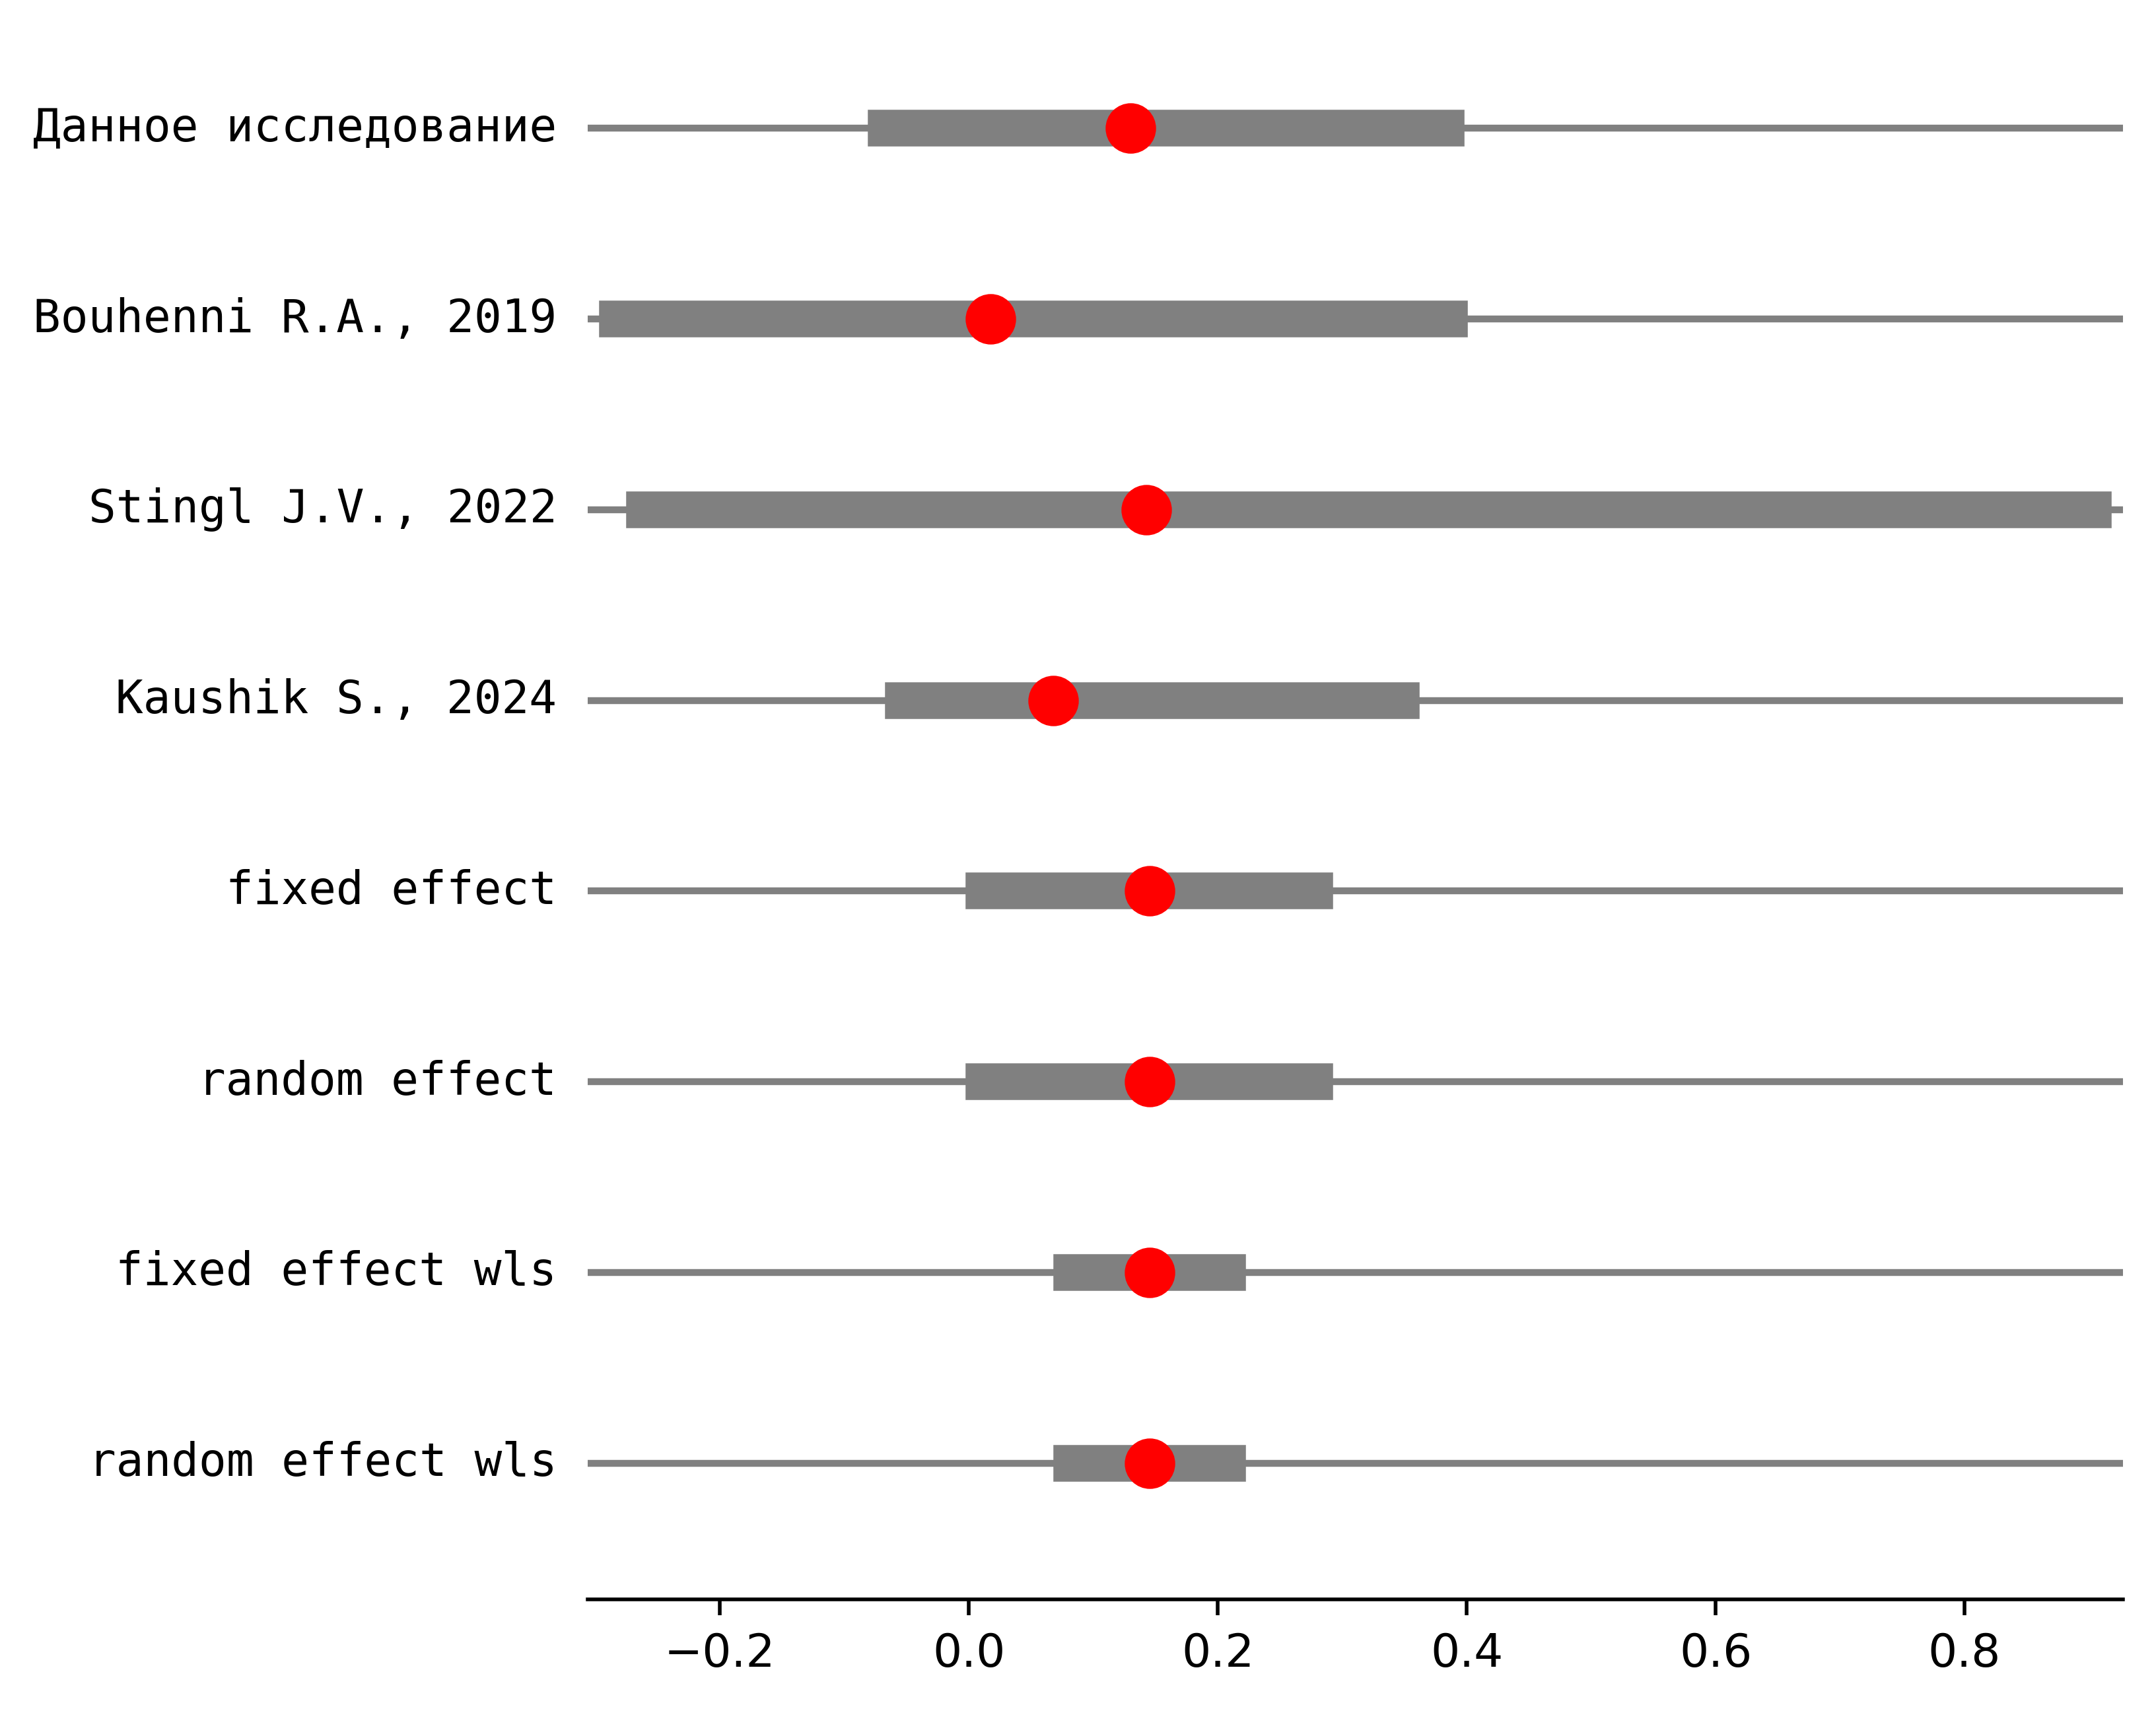 Данное исследование
Bouhenni R.A., 2019
Stingl J.V., 2022
Kaushik S., 2024
fixed effect
random effect
fixed effect wls
random effect wls
−0.2 0.0 0.2 0.4 0.6 0.8